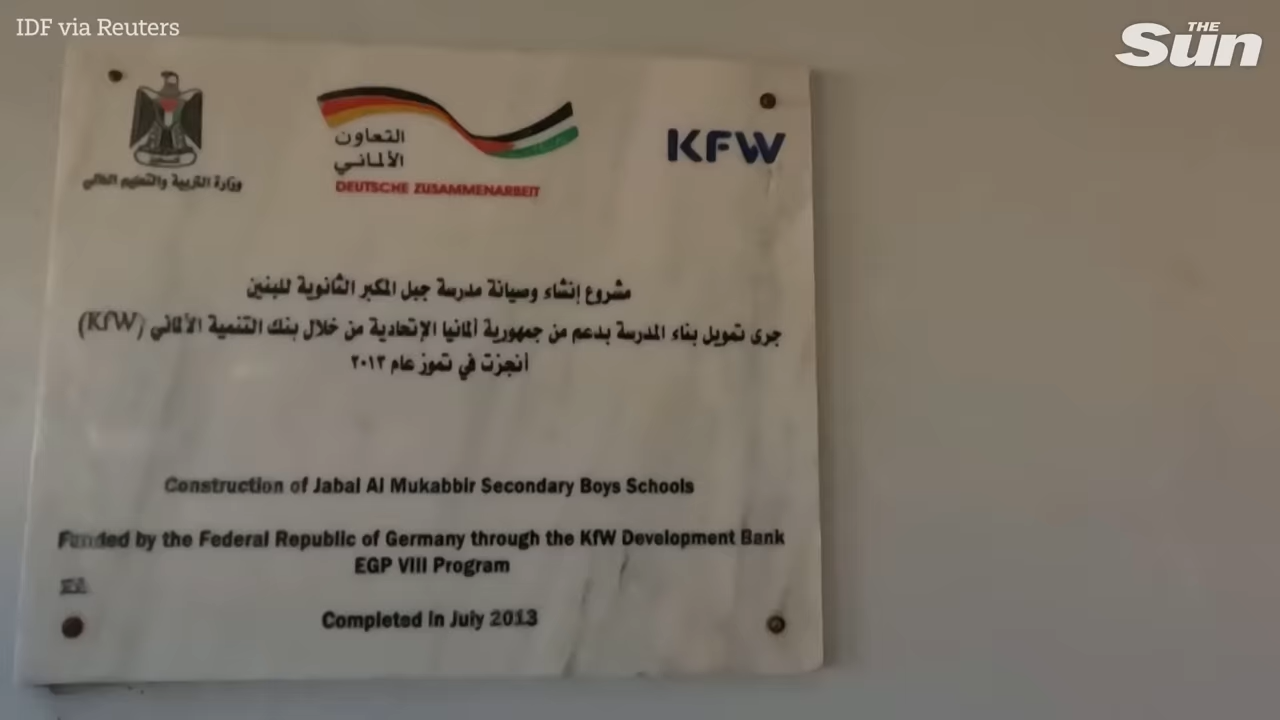 IDF via Reuters
THE
Sun
وزارة التربية والتعليم العالي
التعاون
الألماني
DEUTSCHE ZUSAMMENARBEIT
KFW
مشروع إنشاء وصيانة مدرسة جبل المكبر الثانوية للبنين
جرى تمويل بناء المدرسة بدعم من جمهورية ألمانيا الإتحادية من خلال بنك التنمية الألماني (KfW)
أنجزت في تموز عام ٢٠١٣
Construction of Jabal Al Mukabbir Secondary Boys Schools
Funded by the Federal Republic of Germany through the KfW Development Bank
EGP VIII Program
Completed in July 2013